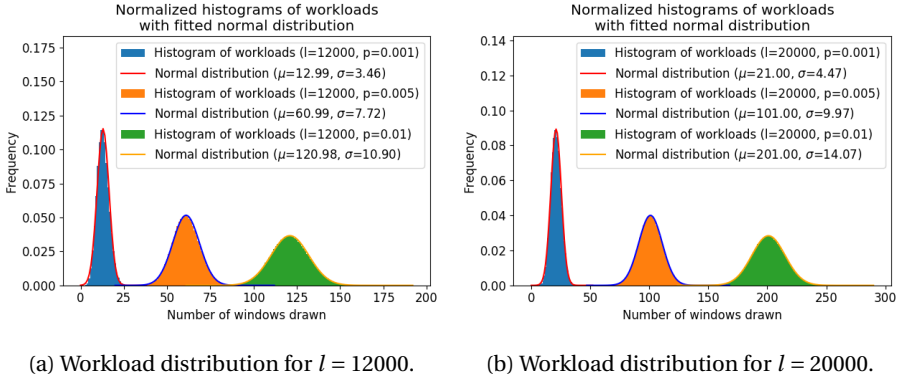 Normalized histograms of workloads
with fitted normal distribution
0.175
0.150
0.125
0.100
0.075
0.050
0.025
0.000
Frequency
Histogram of workloads (l=12000, p=0.001)
Normal distribution (μ=12.99, σ=3.46)
Histogram of workloads (l=12000, p=0.005)
Normal distribution (μ=60.99, σ=7.72)
Histogram of workloads (l=12000, p=0.01)
Normal distribution (μ=120.98, σ=10.90)
0 25 50 75 100 125 150 175 200
Number of windows drawn
(a) Workload distribution for l = 12000.
Normalized histograms of workloads
with fitted normal distribution
0.14
0.12
0.10
0.08
0.06
0.04
0.02
0.00
Frequency
Histogram of workloads (l=20000, p=0.001)
Normal distribution (μ=21.00, σ=4.47)
Histogram of workloads (l=20000, p=0.005)
Normal distribution (μ=101.00, σ=9.97)
Histogram of workloads (l=20000, p=0.01)
Normal distribution (μ=201.00, σ=14.07)
0 50 100 150 200 250 300
Number of windows drawn
(b) Workload distribution for l = 20000.